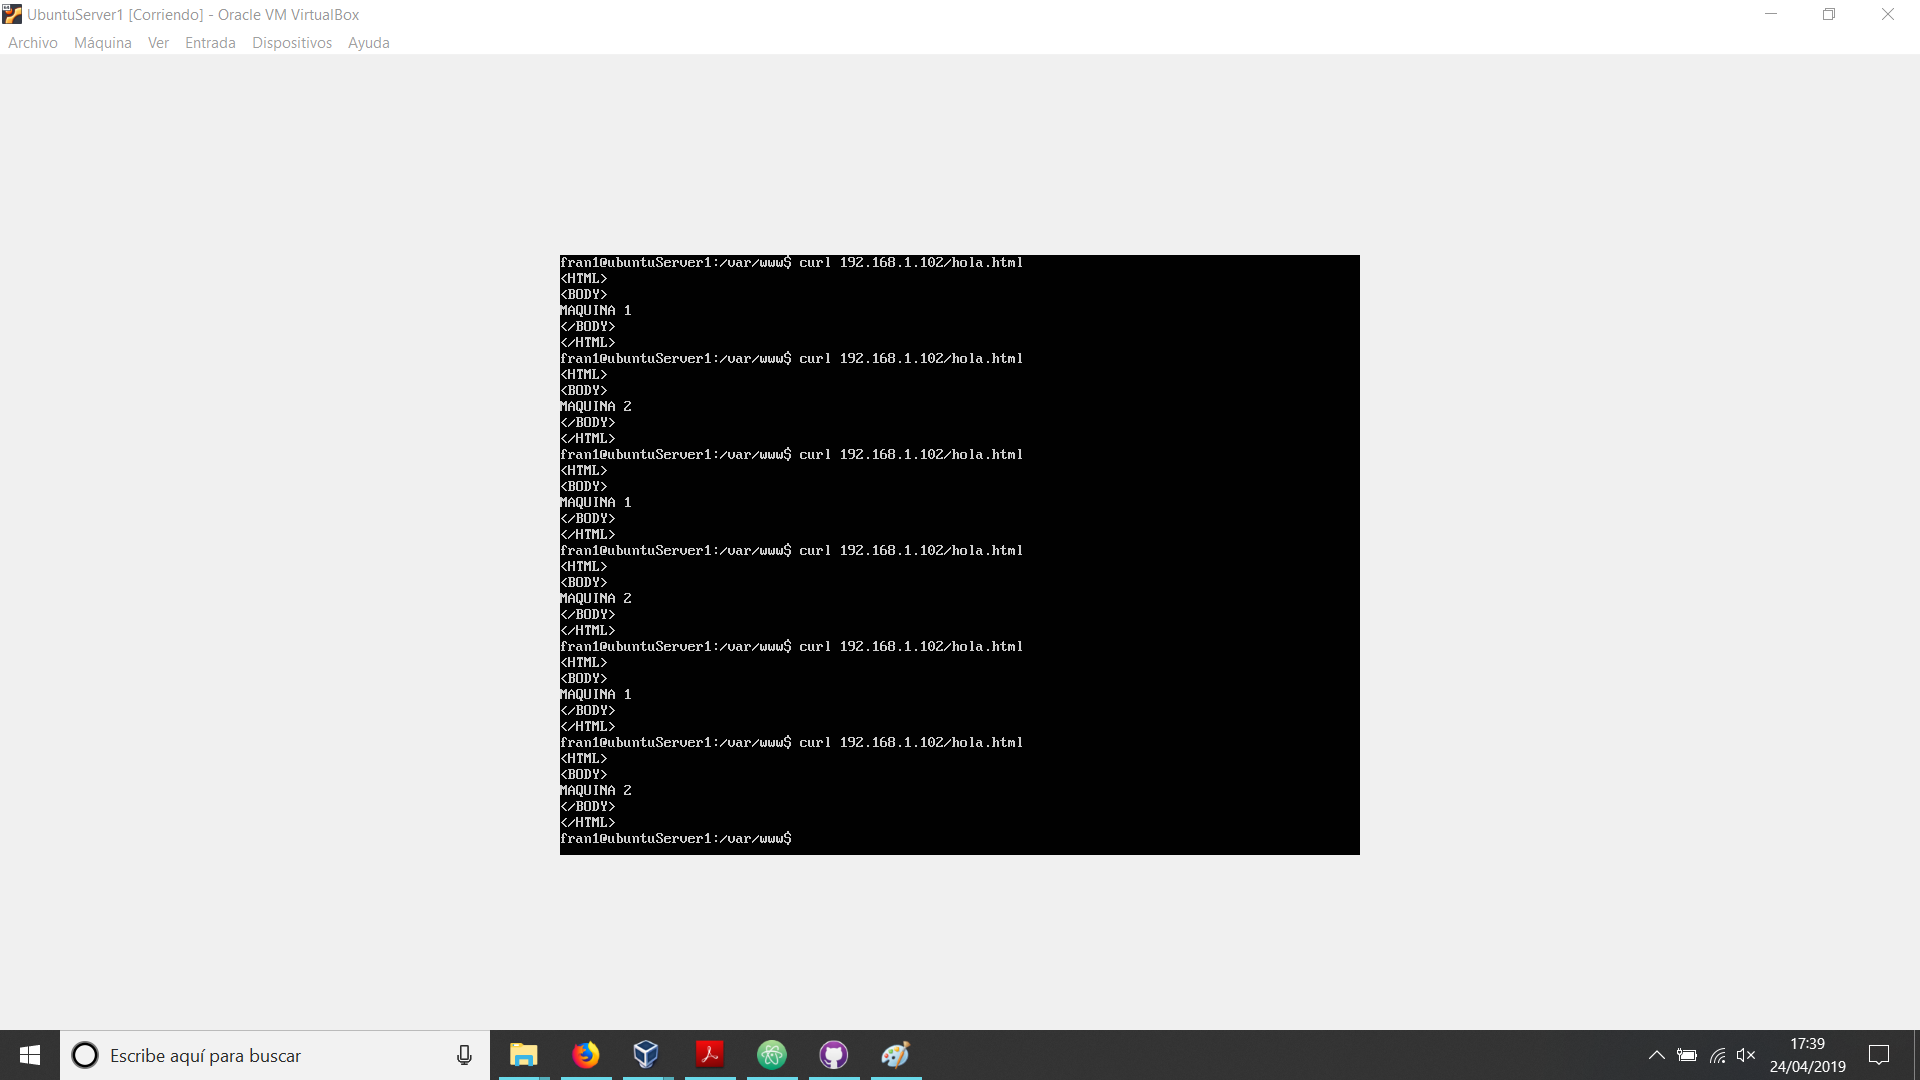 UbuntuServer1 [Corriendo] - Oracle VM VirtualBox
Archivo Máquina Ver Entrada Dispositivos Ayuda
fran1@ubuntuServer1:/var/www$ curl 192.168.1.102/hola.html
<HTML>
<BODY>
MAQUINA 1
</BODY>
</HTML>
fran1@ubuntuServer1:/var/www$ curl 192.168.1.102/hola.html
<HTML>
<BODY>
MAQUINA 2
</BODY>
</HTML>
fran1@ubuntuServer1:/var/www$ curl 192.168.1.102/hola.html
<HTML>
<BODY>
MAQUINA 1
</BODY>
</HTML>
fran1@ubuntuServer1:/var/www$ curl 192.168.1.102/hola.html
<HTML>
<BODY>
MAQUINA 2
</BODY>
</HTML>
fran1@ubuntuServer1:/var/www$ curl 192.168.1.102/hola.html
<HTML>
<BODY>
MAQUINA 1
</BODY>
</HTML>
fran1@ubuntuServer1:/var/www$ curl 192.168.1.102/hola.html
<HTML>
<BODY>
MAQUINA 2
</BODY>
</HTML>
fran1@ubuntuServer1:/var/www$
Escribe aquí para buscar
17:39
24/04/2019